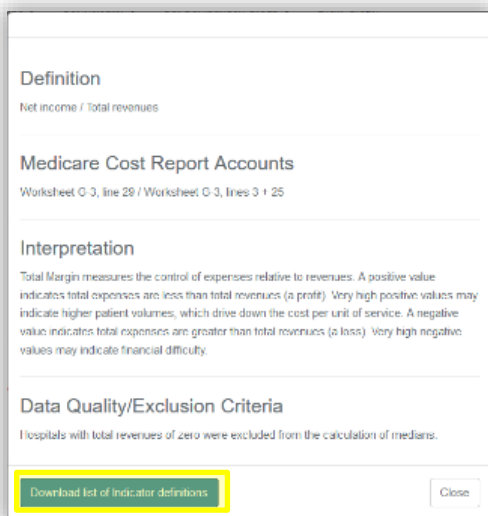 Definition
Net income / Total revenues
Medicare Cost Report Accounts
Worksheet G-3, line 29 / Worksheet G-3, lines 3 + 25
Interpretation
Total Margin measures the control of expenses relative to revenues. A positive value
indicates total expenses are less than total revenues (a profit). Very high positive values may
indicate higher patient volumes, which drive down the cost per unit of service. A negative
value indicates total expenses are greater than total revenues (a loss). Very high negative
values may indicate financial difficulty.
Data Quality/Exclusion Criteria
Hospitals with total revenues of zero were excluded from the calculation of medians.
Download list of Indicator definitions
Close